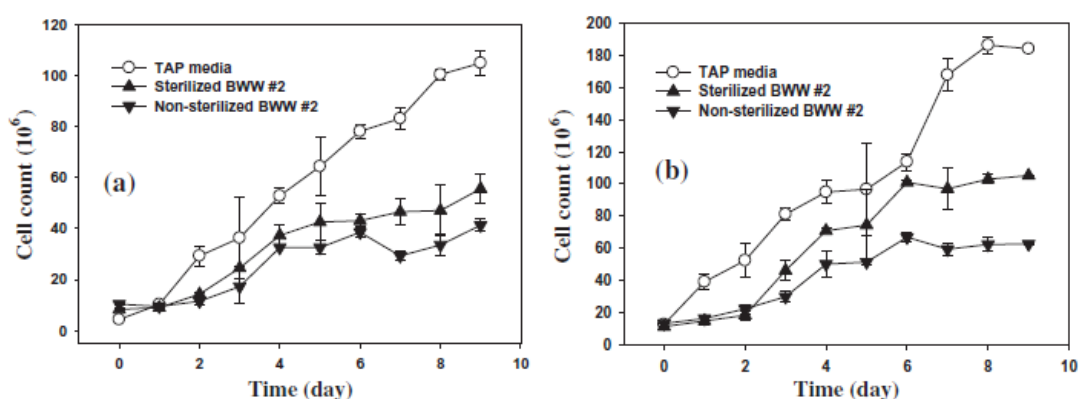 120
100
80
60
40
20
0
Cell count (10⁶)
TAP media
Sterilized BWW #2
Non-sterilized BWW #2
(a)
0 2 4 6 8 10
Time (day)
200
180
160
140
120
100
80
60
40
20
0
Cell count (10⁶)
TAP media
Sterilized BWW #2
Non-sterilized BWW #2
(b)
0 2 4 6 8 10
Time (day)